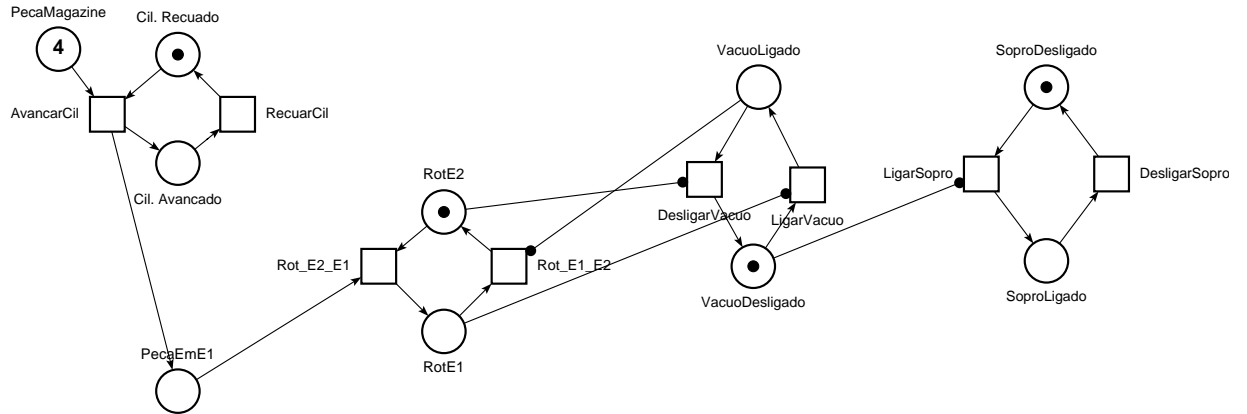 PecaMagazine
Cil. Recuado
4
AvancarCil
RecuarCil
Cil. Avancado
VacuoLigado
SoproDesligado
RotE2
DesligarVacuo
LigarVacuo
LigarSopro
DesligarSopro
Rot_E2_E1
Rot_E1_E2
VacuoDesligado
SoproLigado
PecaEmE1
RotE1